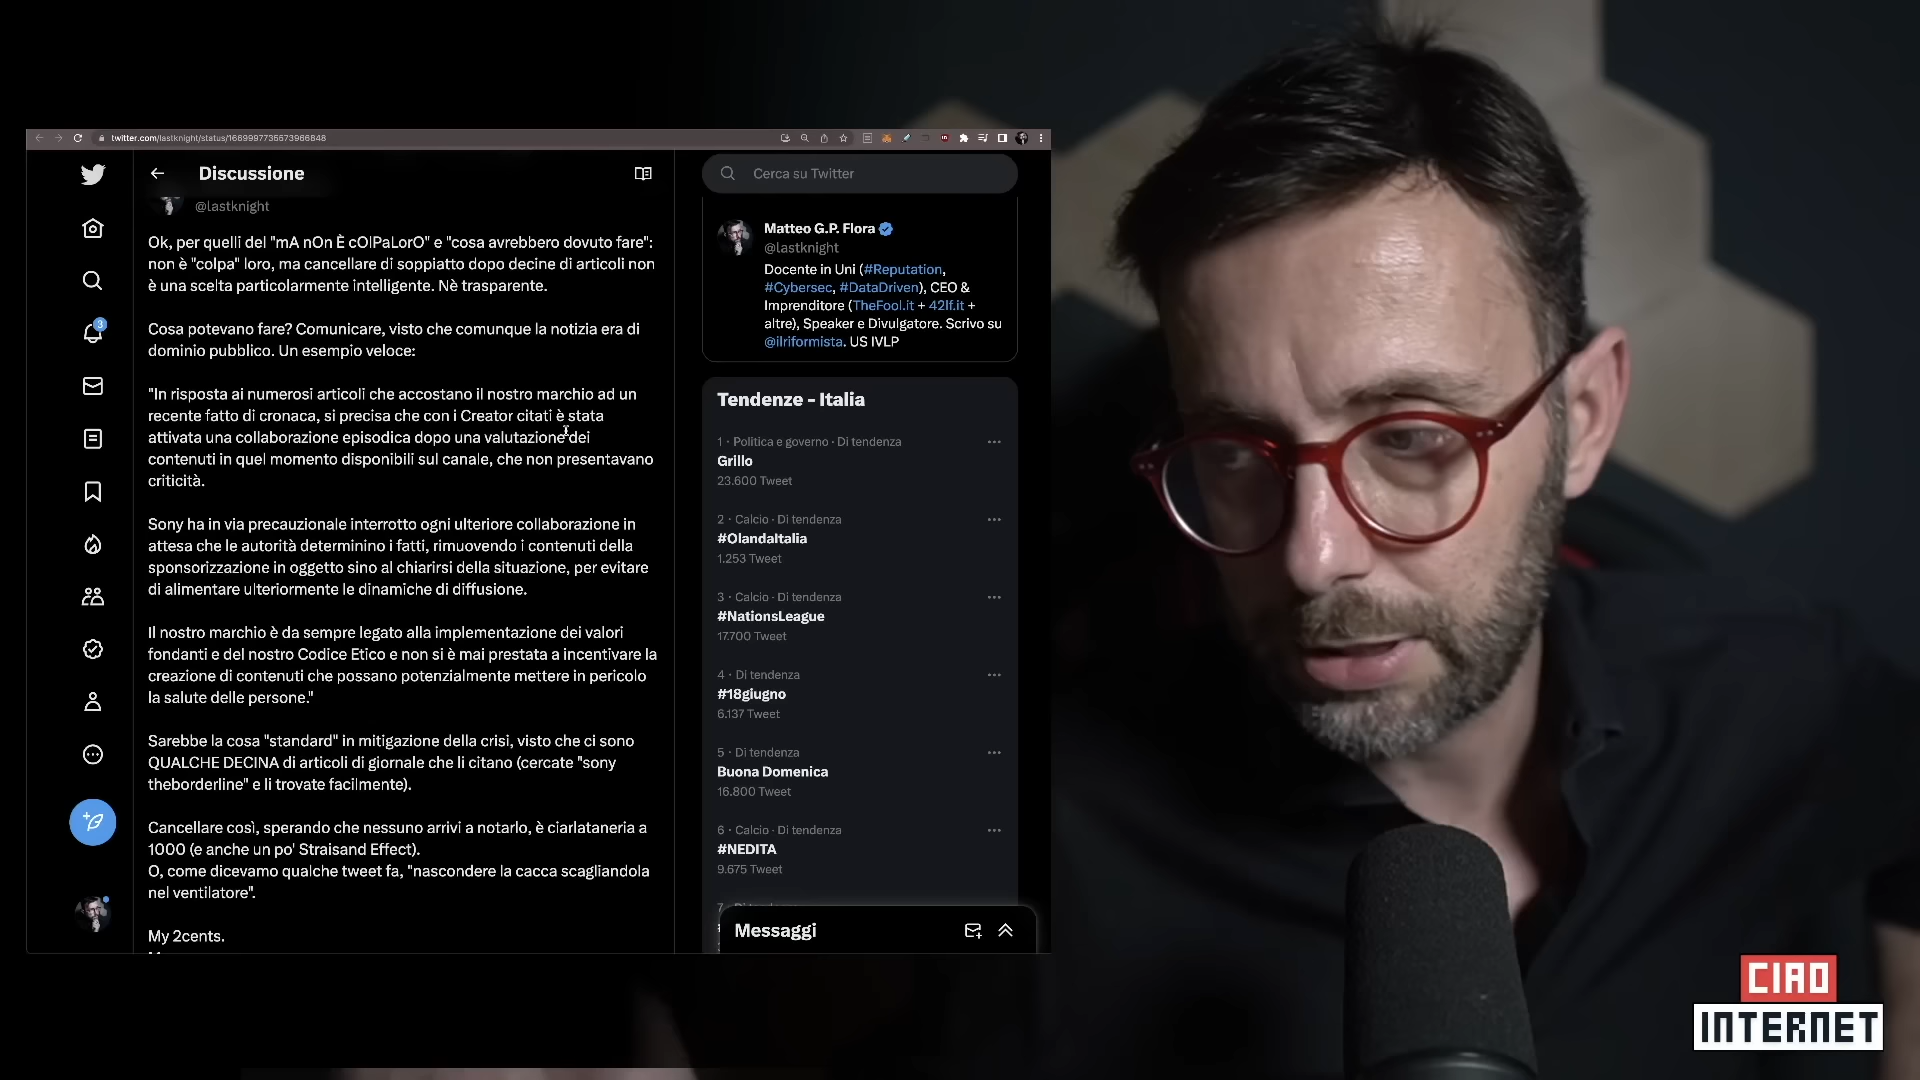 twitter.com/lastknight/status/1669997735573966848
Discussione
@lastknight
Ok, per quelli del "mA nOn È cOlPaLorO" e "cosa avrebbero dovuto fare":
non è "colpa" loro, ma cancellare di soppiatto dopo decine di articoli non
è una scelta particolarmente intelligente. Nè trasparente.
Cosa potevano fare? Comunicare, visto che comunque la notizia era di
dominio pubblico. Un esempio veloce:
"In risposta ai numerosi articoli che accostano il nostro marchio ad un
recente fatto di cronaca, si precisa che con i Creator citati è stata
attivata una collaborazione episodica dopo una valutazione dei
contenuti in quel momento disponibili sul canale, che non presentavano
criticità.
Sony ha in via precauzionale interrotto ogni ulteriore collaborazione in
attesa che le autorità determinino i fatti, rimuovendo i contenuti della
sponsorizzazione in oggetto sino al chiarirsi della situazione, per evitare
di alimentare ulteriormente le dinamiche di diffusione.
Il nostro marchio è da sempre legato alla implementazione dei valori
fondanti e del nostro Codice Etico e non si è mai prestata a incentivare la
creazione di contenuti che possano potenzialmente mettere in pericolo
la salute delle persone."
Sarebbe la cosa "standard" in mitigazione della crisi, visto che ci sono
QUALCHE DECINA di articoli di giornale che li citano (cercate "sony
theborderline" e li trovate facilmente).
Cancellare così, sperando che nessuno arrivi a notarlo, è ciarlataneria a
1000 (e anche un po' Straisand Effect).
O, come dicevamo qualche tweet fa, "nascondere la cacca scagliandola
nel ventilatore".
My 2cents.
3
Cerca su Twitter
Matteo G.P. Flora
@lastknight
Docente in Uni (#Reputation,
#Cybersec, #DataDriven), CEO &
Imprenditore (TheFool.it + 42lf.it +
altre), Speaker e Divulgatore. Scrivo su
@ilriformista. US IVLP
Tendenze - Italia
1 · Politica e governo · Di tendenza
Grillo
23.600 Tweet
2 · Calcio · Di tendenza
#OlandaItalia
1.253 Tweet
3 · Calcio · Di tendenza
#NationsLeague
17.700 Tweet
4 · Di tendenza
#18giugno
6.137 Tweet
5 · Di tendenza
Buona Domenica
16.800 Tweet
6 · Calcio · Di tendenza
#NEDITA
9.675 Tweet
Messaggi
CIAO
INTERNET